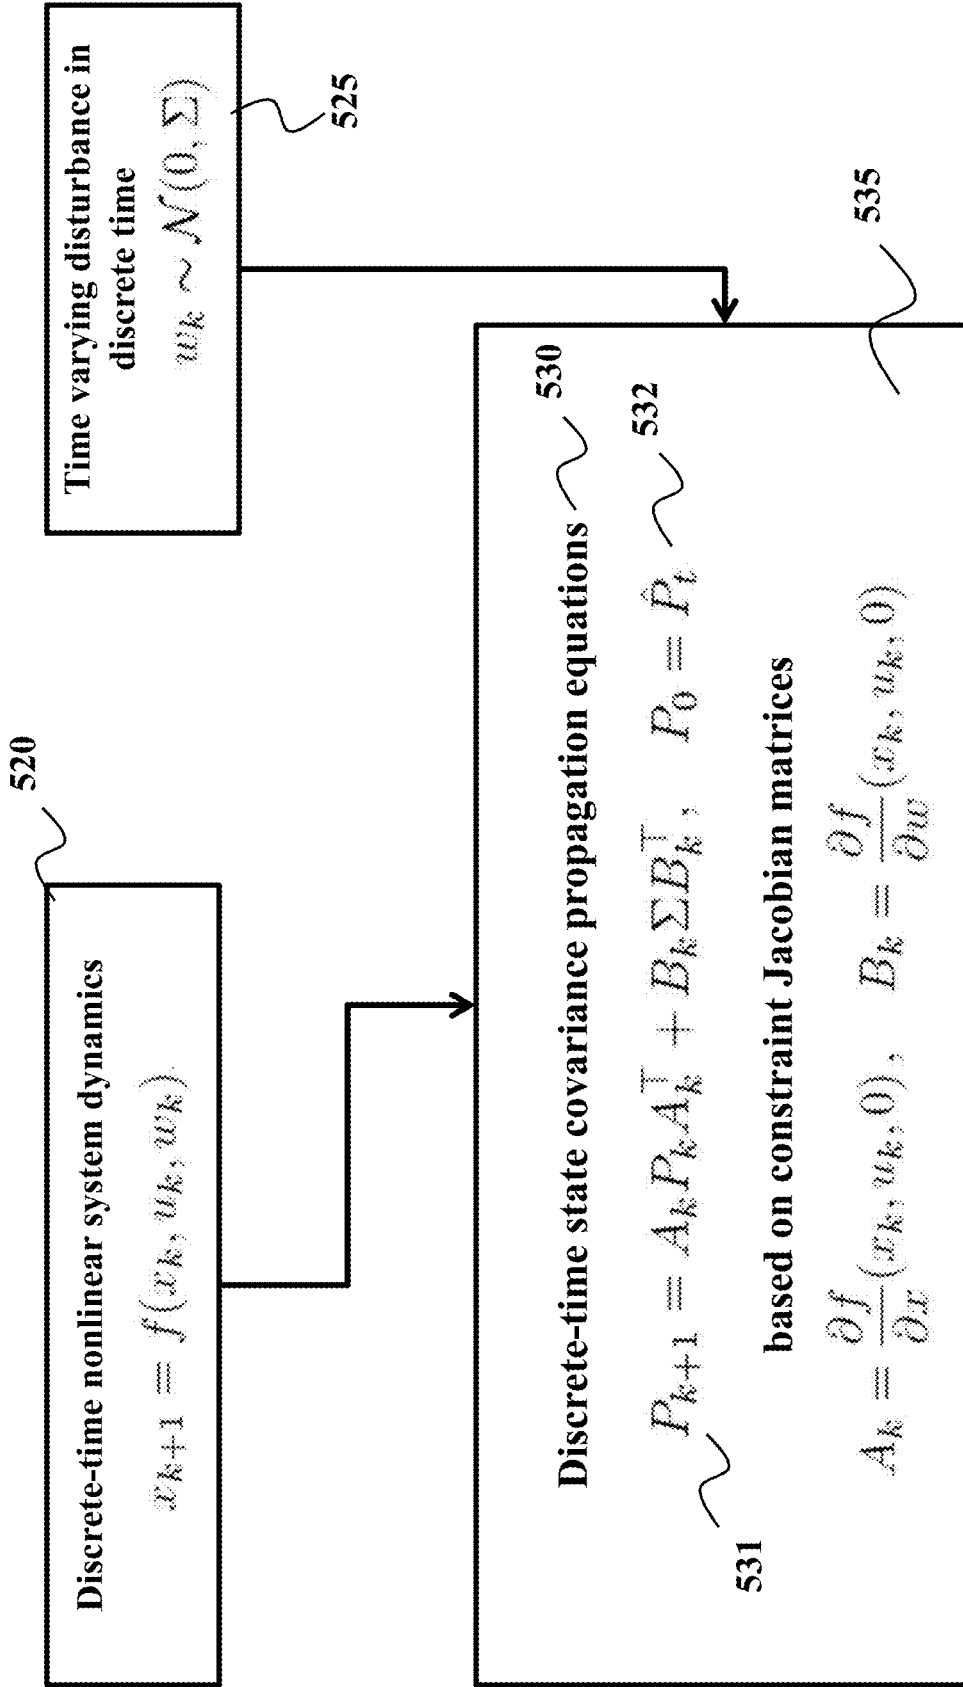 520
Discrete-time nonlinear system dynamics
x_{k+1} = f(x_k, u_k, w_k)
Time varying disturbance in
discrete time
w_k ∼ 𝒩(0, Σ)
525
Discrete-time state covariance propagation equations
530
P_{k+1} = A_k P_k A_k^⊤ + B_k Σ B_k^⊤, P_0 = P̂_t
531
532
based on constraint Jacobian matrices
A_k = ∂f/∂x (x_k, u_k, 0), B_k = ∂f/∂w (x_k, u_k, 0)
535